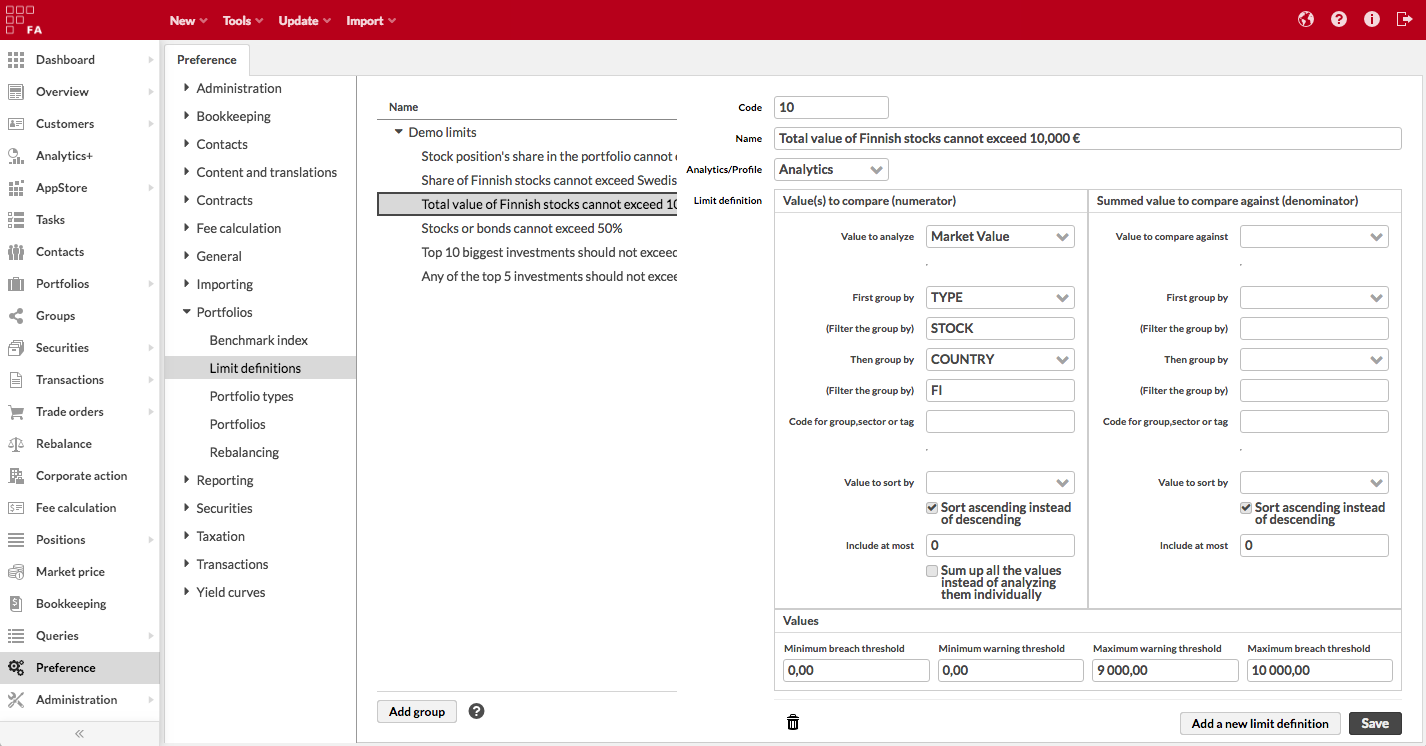 FA
New
Tools
Update
Import
Dashboard
Overview
Customers
Analytics+
AppStore
Tasks
Contacts
Portfolios
Groups
Securities
Transactions
Trade orders
Rebalance
Corporate action
Fee calculation
Positions
Market price
Bookkeeping
Queries
Preference
Administration
Preference
Administration
Bookkeeping
Contacts
Content and translations
Contracts
Fee calculation
General
Importing
Portfolios
Benchmark index
Limit definitions
Portfolio types
Portfolios
Rebalancing
Reporting
Securities
Taxation
Transactions
Yield curves
Name
Demo limits
Stock position's share in the portfolio cannot
Share of Finnish stocks cannot exceed Swedis
Total value of Finnish stocks cannot exceed 10
Stocks or bonds cannot exceed 50%
Top 10 biggest investments should not exceed
Any of the top 5 investments should not excee
Add group
Code 10
Name Total value of Finnish stocks cannot exceed 10,000 €
Analytics/Profile Analytics
Limit definition
Value(s) to compare (numerator)
Value to analyze Market Value
.
First group by TYPE
(Filter the group by) STOCK
Then group by COUNTRY
(Filter the group by) FI
Code for group,sector or tag
.
Value to sort by
Sort ascending instead
of descending
Include at most 0
Sum up all the values
instead of analyzing
them individually
Summed value to compare against (denominator)
Value to compare against
.
First group by
(Filter the group by)
Then group by
(Filter the group by)
Code for group,sector or tag
.
Value to sort by
Sort ascending instead
of descending
Include at most 0
Values
Minimum breach threshold Minimum warning threshold Maximum warning threshold Maximum breach threshold
0,00 0,00 9 000,00 10 000,00
Add a new limit definition
Save